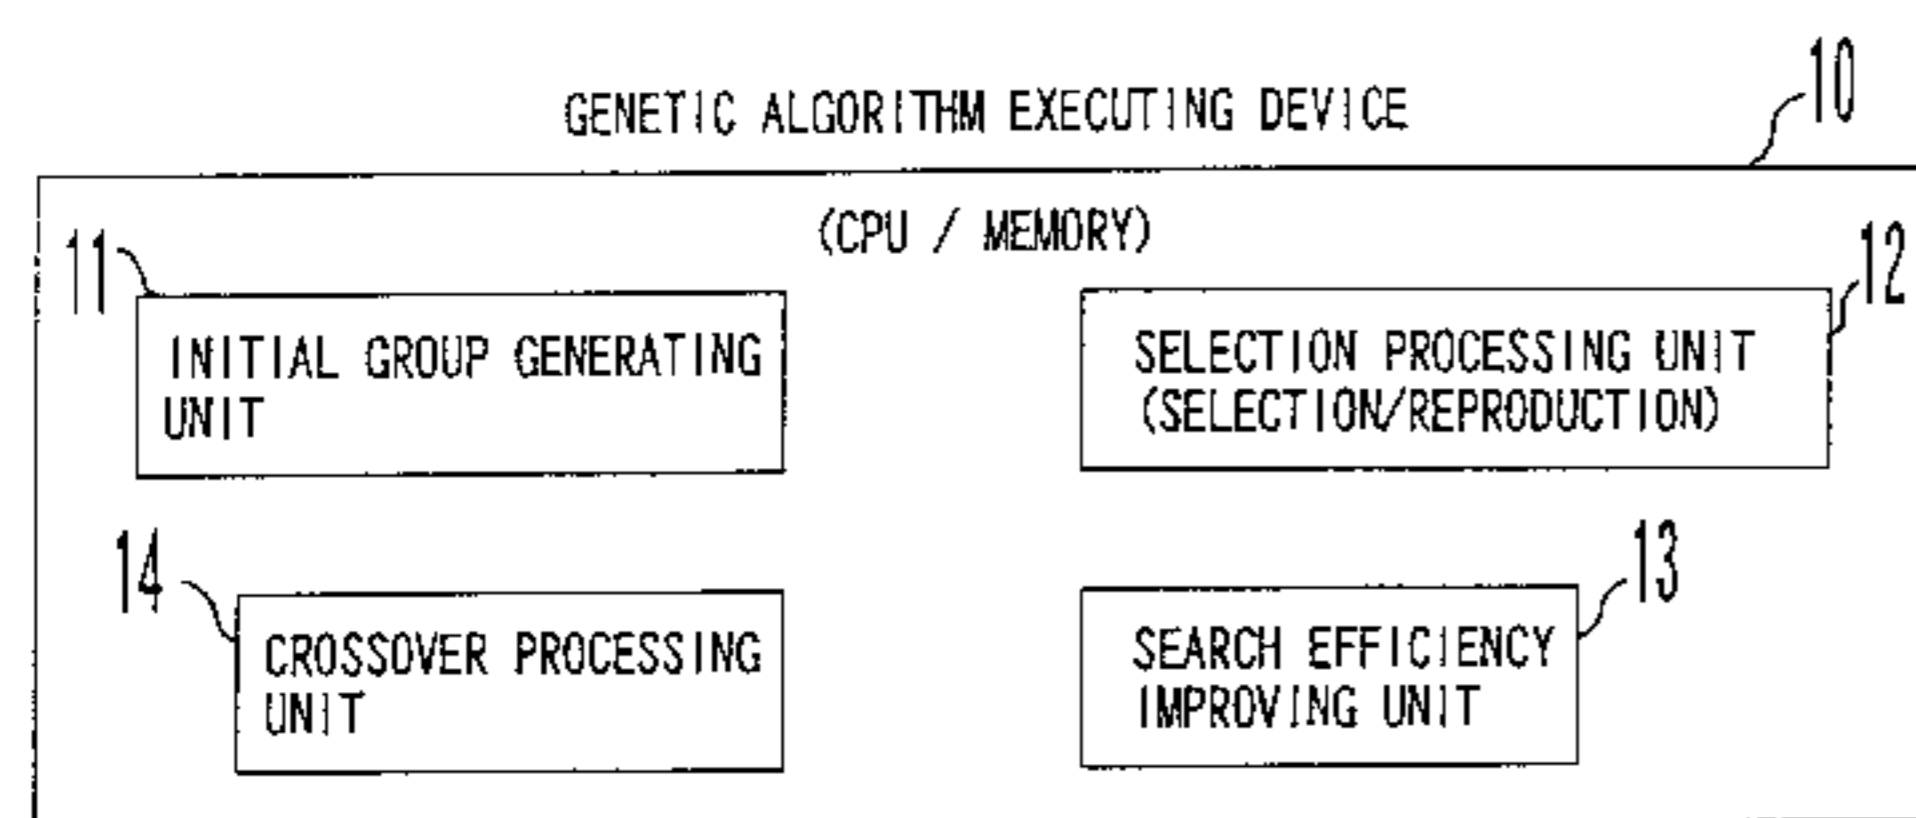 10
GENETIC ALGORITHM EXECUTING DEVICE
(CPU / MEMORY)
11
12
INITIAL GROUP GENERATING
UNIT
SELECTION PROCESSING UNIT
(SELECTION/REPRODUCTION)
14
13
CROSSOVER PROCESSING
UNIT
SEARCH EFFICIENCY
IMPROVING UNIT